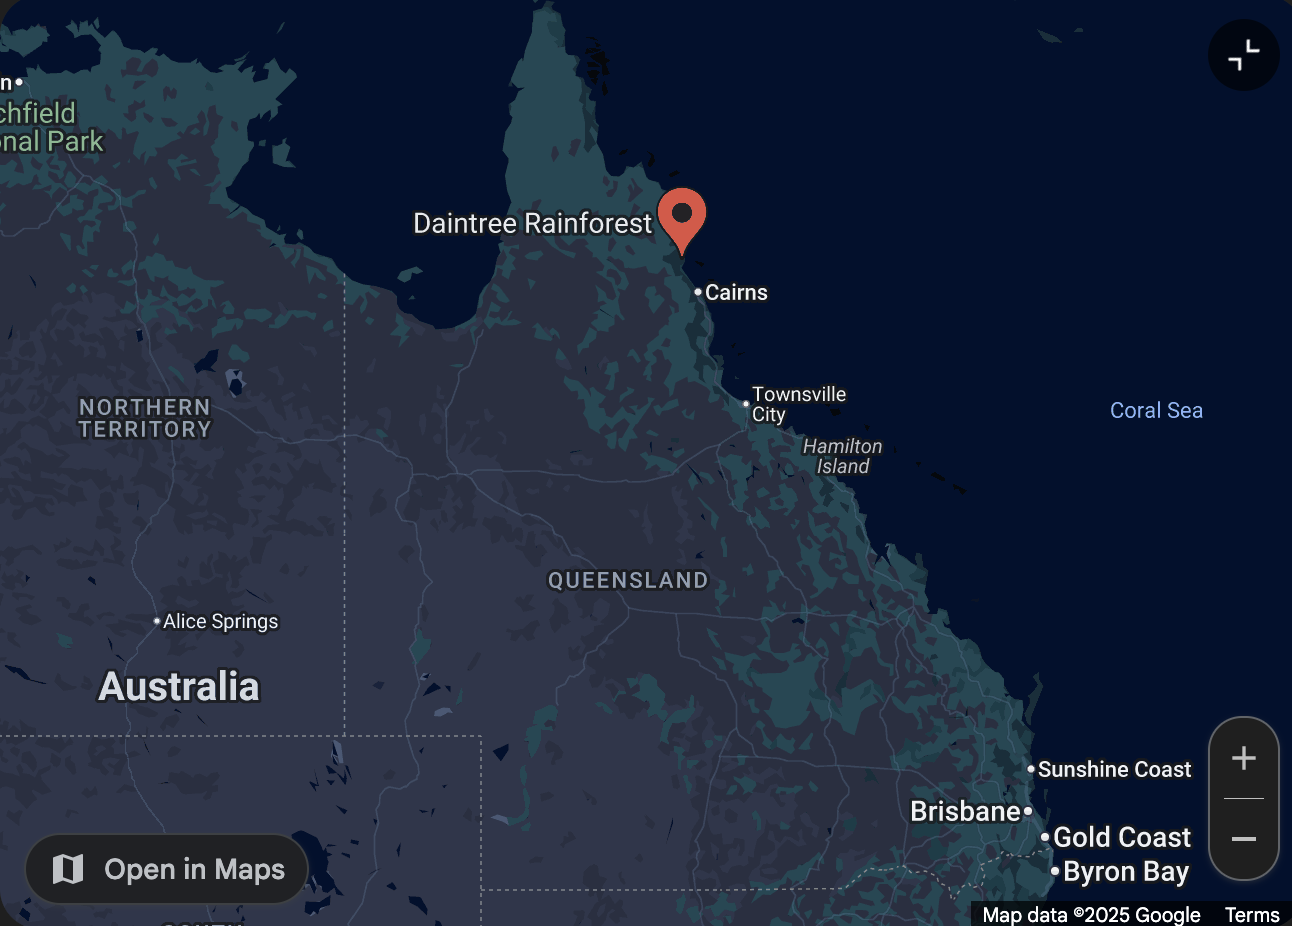 n
chfield
onal Park
Daintree Rainforest
Cairns
Townsville
City
Hamilton
Island
Coral Sea
NORTHERN
TERRITORY
QUEENSLAND
Alice Springs
Australia
Sunshine Coast
Brisbane
Gold Coast
Byron Bay
Open in Maps
+
−
Map data ©2025 Google Terms